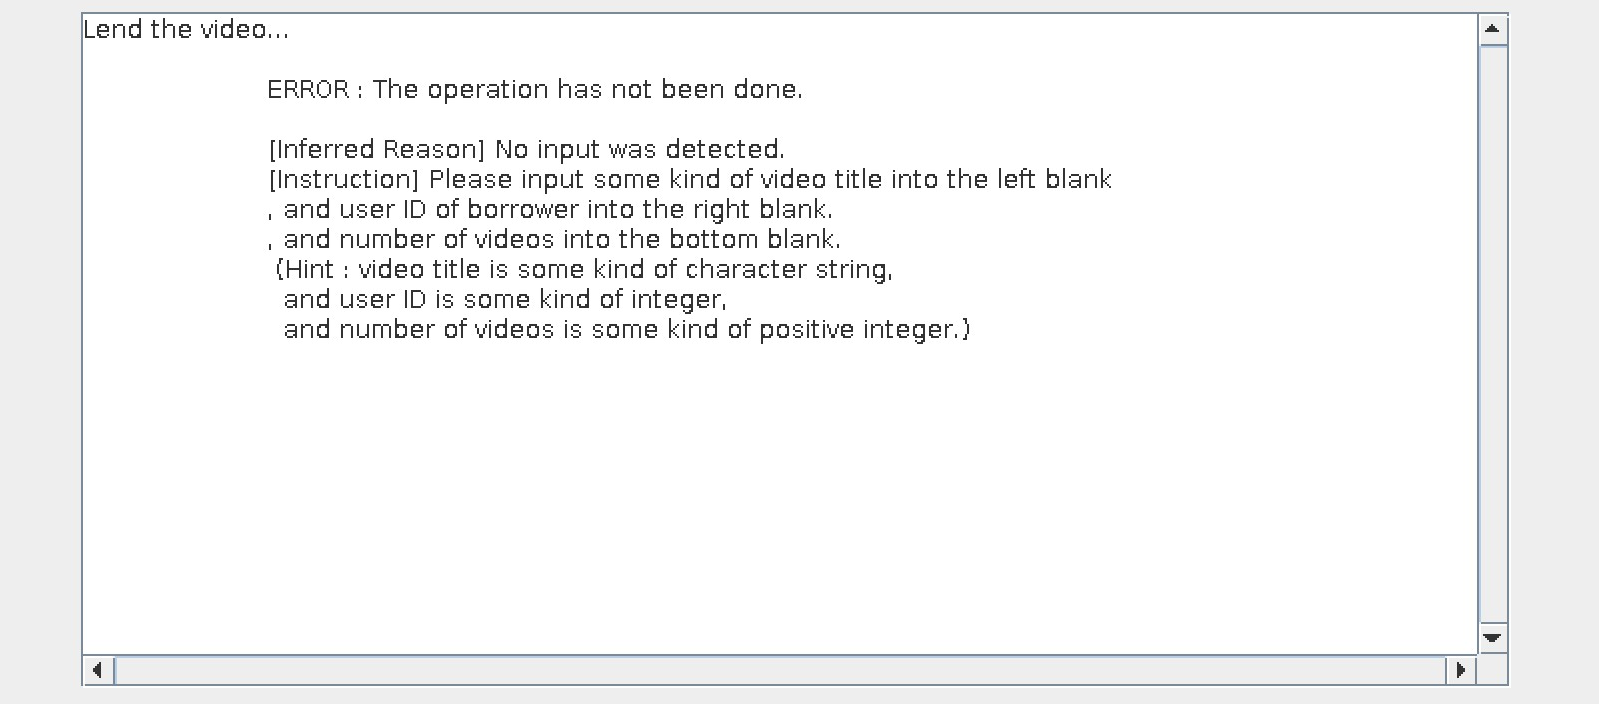 Lend the video...
ERROR : The operation has not been done.
[Inferred Reason] No input was detected.
[Instruction] Please input some kind of video title into the left blank
, and user ID of borrower into the right blank.
, and number of videos into the bottom blank.
(Hint : video title is some kind of character string,
and user ID is some kind of integer,
and number of videos is some kind of positive integer.)